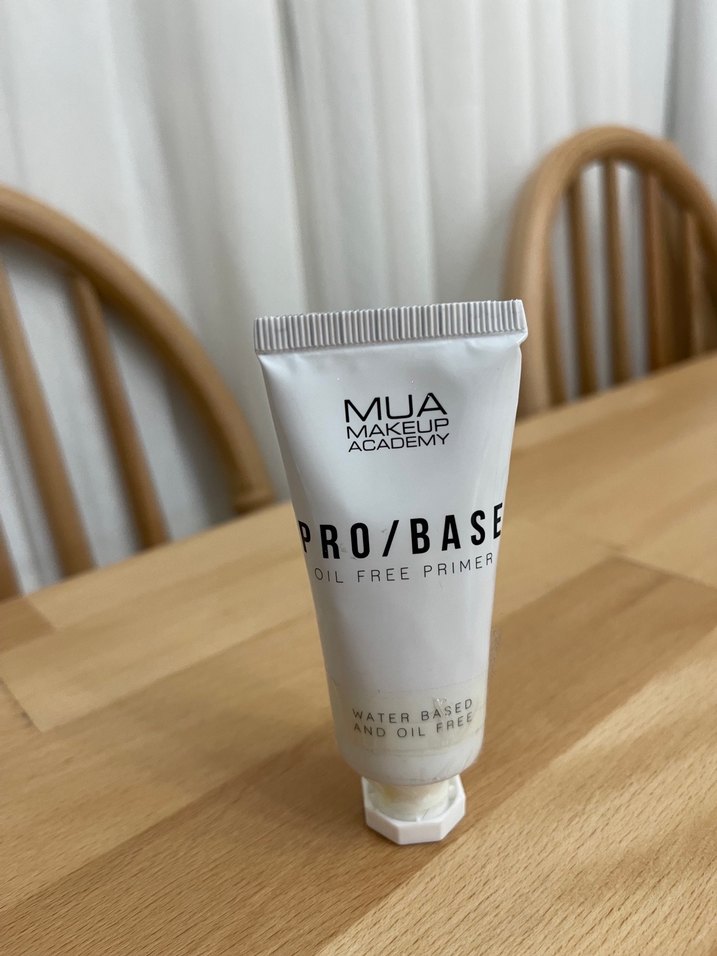 MUA
MAKEUP
ACADEMY
PRO/BASE
OIL FREE PRIMER
WATER BASED
AND OIL FREE